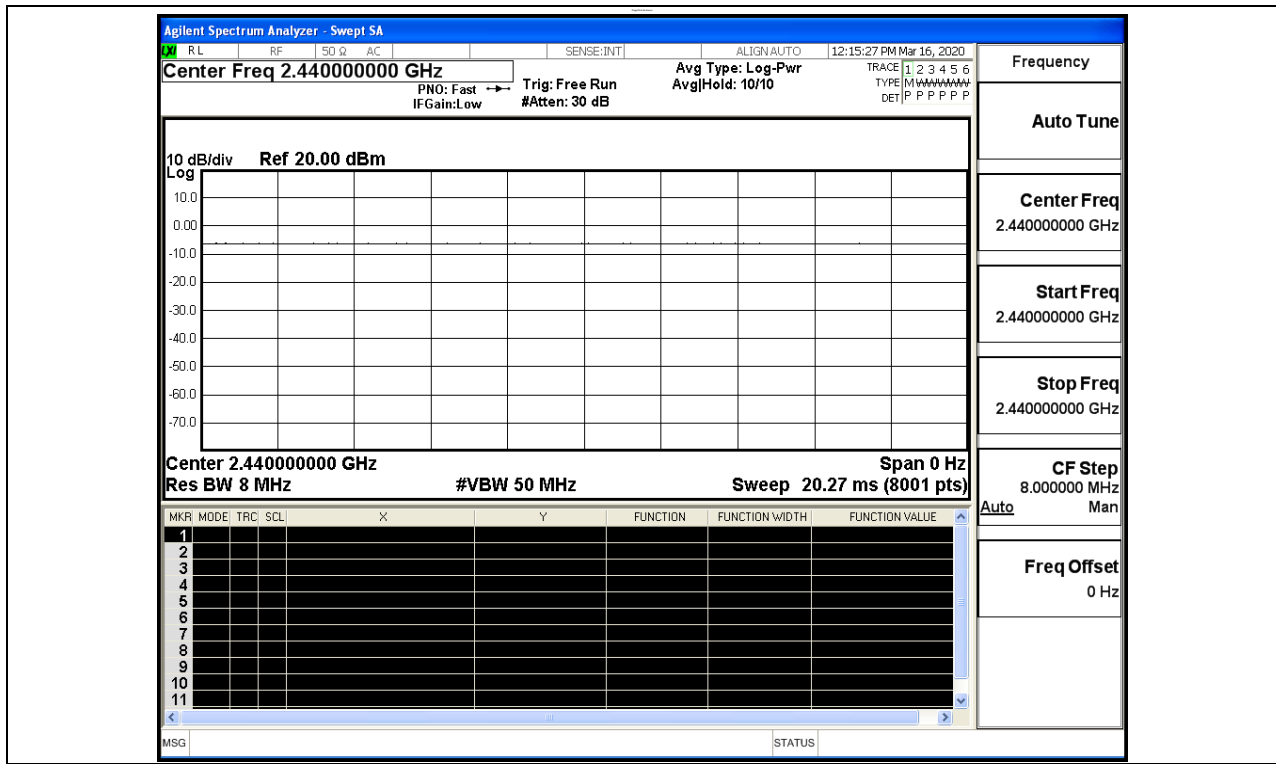 Agilent Spectrum Analyzer - Swept SA
LXI RL RF 50 Ω AC SENSE:INT ALIGN AUTO 12:15:27 PM Mar 16, 2020
Center Freq 2.440000000 GHz
PNO: Fast
IFGain:Low
Trig: Free Run
#Atten: 30 dB
Avg Type: Log-Pwr
Avg|Hold: 10/10
TRACE 1 2 3 4 5 6
TYPE M WWWWW
DET P P P P P P
10 dB/div Ref 20.00 dBm
Log
10.0
0.00
-10.0
-20.0
-30.0
-40.0
-50.0
-60.0
-70.0
Center 2.440000000 GHz Span 0 Hz
Res BW 8 MHz #VBW 50 MHz Sweep 20.27 ms (8001 pts)
MKR MODE TRC SCL X Y FUNCTION FUNCTION WIDTH FUNCTION VALUE
1
2
3
4
5
6
7
8
9
10
11
MSG STATUS
Frequency
Auto Tune
Center Freq
2.440000000 GHz
Start Freq
2.440000000 GHz
Stop Freq
2.440000000 GHz
CF Step
8.000000 MHz
Auto Man
Freq Offset
0 Hz